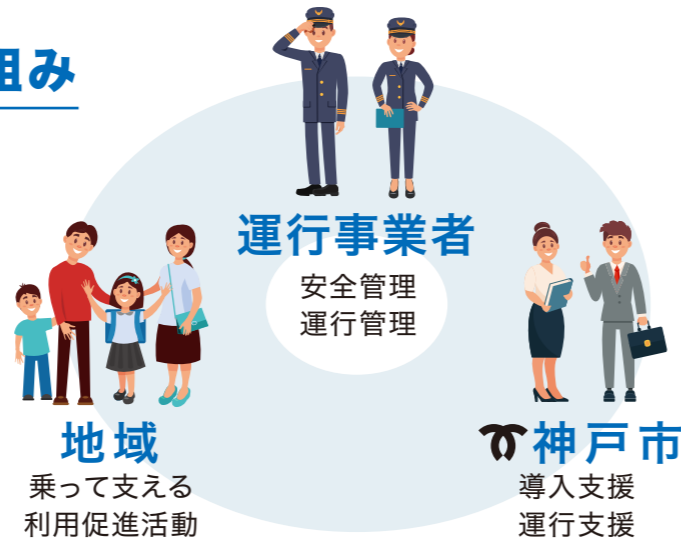 組み
運行事業者
安全管理
運行管理
地域
乗って支える
利用促進活動
神戸市
導入支援
運行支援